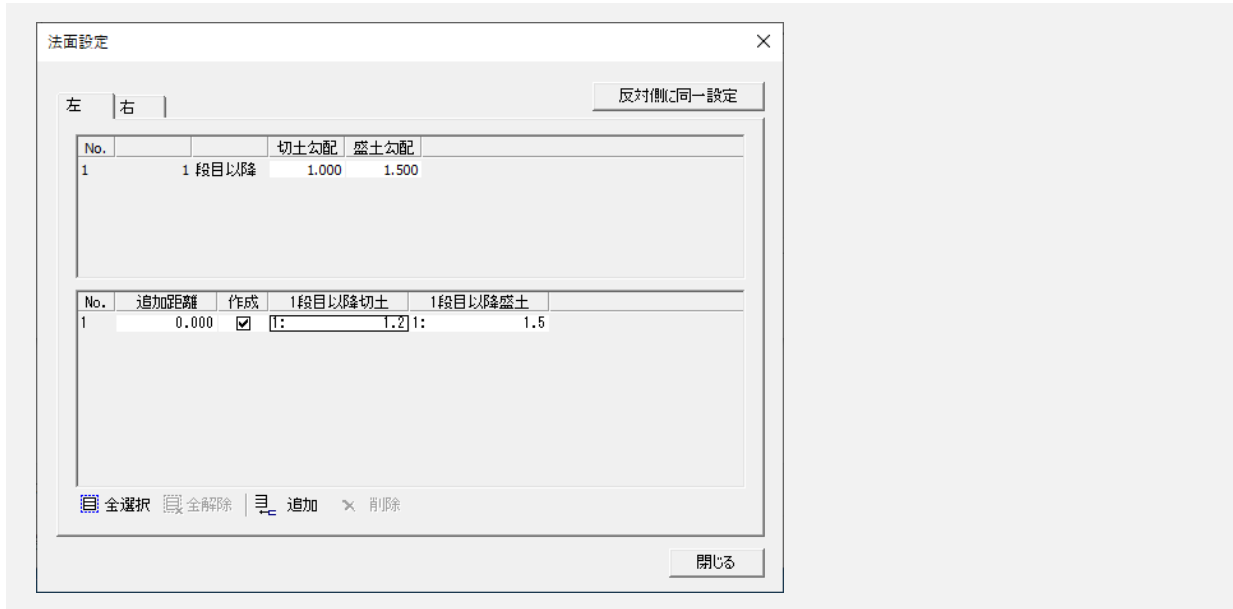 法面設定
反対側に同一設定
左 右
No. 切土勾配 盛土勾配
1 1 段目以降 1.000 1.500
No. 追加距離 作成 1段目以降切土 1段目以降盛土
1 0.000 1: 1.2 1: 1.5
全選択 全解除 追加 削除
閉じる